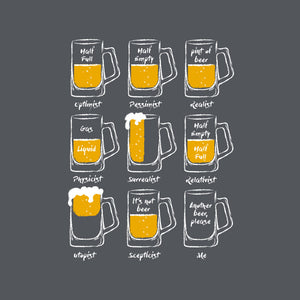 Half
Full
Half
Empty
pint of
beer
Optimist
Pessimist
Realist
Gas
Liquid
Half
Empty
Half
Full
Physicist
Surrealist
Relativist
It's not
beer
Another
beer,
please
Utopist
Scepticist
Me